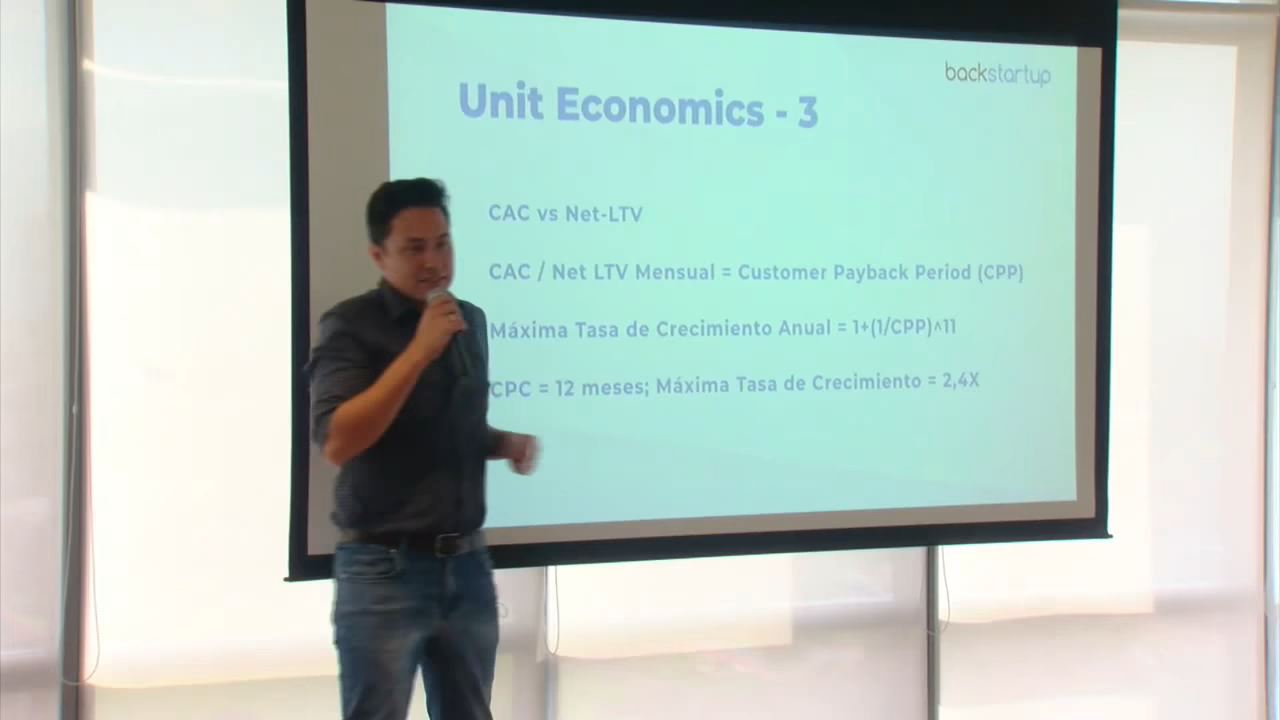 backstartup
Unit Economics - 3
CAC vs Net-LTV
CAC / Net LTV Mensual = Customer Payback Period (CPP)
Máxima Tasa de Crecimiento Anual = 1+(1/CPP)^11
CPC = 12 meses; Máxima Tasa de Crecimiento = 2,4X